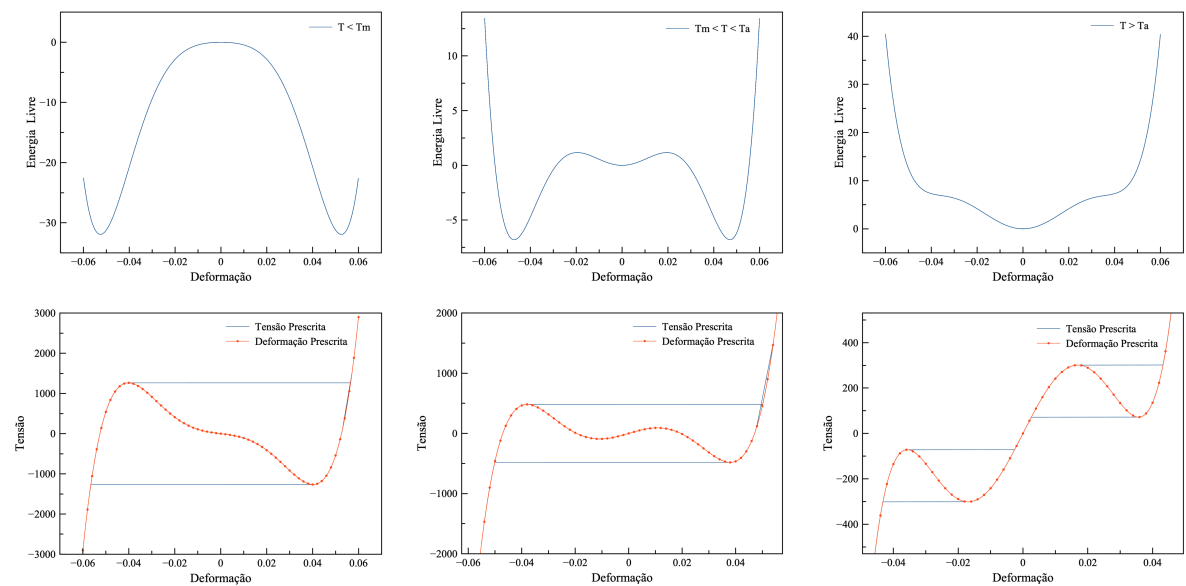 T < Tm
Energia Livre
0
−10
−20
−30
−0.06 −0.04 −0.02 0.00 0.02 0.04 0.06
Deformação
Tm < T < Ta
Energia Livre
10
5
0
−5
−0.06 −0.04 −0.02 0.00 0.02 0.04 0.06
Deformação
T > Ta
Energia Livre
40
30
20
10
0
−0.06 −0.04 −0.02 0.00 0.02 0.04 0.06
Deformação
Tensão Prescrita
Deformação Prescrita
Tensão
3000
2000
1000
0
−1000
−2000
−3000
−0.06 −0.04 −0.02 0.00 0.02 0.04 0.06
Deformação
Tensão Prescrita
Deformação Prescrita
Tensão
2000
1000
0
−1000
−2000
−0.04 −0.02 0.00 0.02 0.04
Deformação
Tensão Prescrita
Deformação Prescrita
Tensão
400
200
0
−200
−400
−0.04 −0.02 0.00 0.02 0.04
Deformação